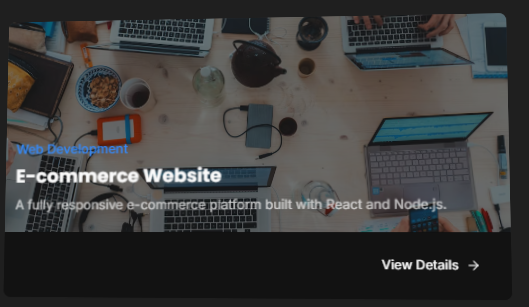 Web Development
E-commerce Website
A fully responsive e-commerce platform built with React and Node.js.
View Details →